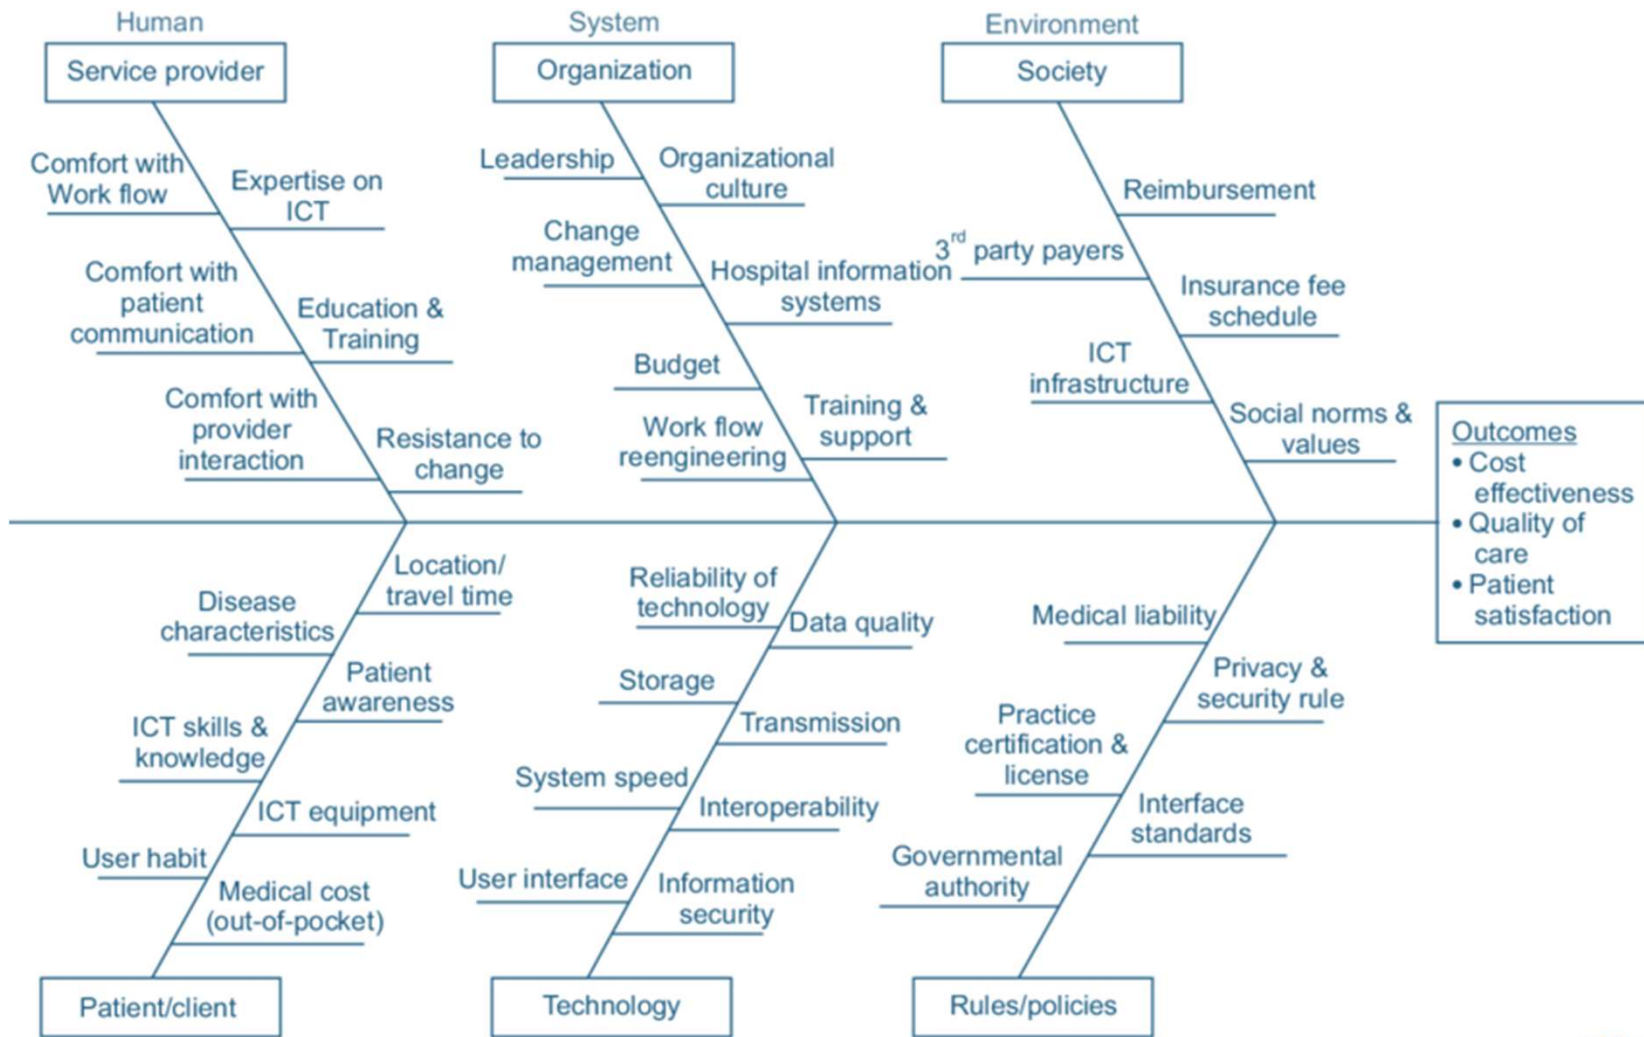 Human
System
Environment
Service provider
Organization
Society
Comfort with
Work flow
Expertise on
ICT
Comfort with
patient
communication
Education &
Training
Comfort with
provider
interaction
Resistance to
change
Leadership
Organizational
culture
Change
management
Hospital information
systems
Budget
Training &
support
Work flow
reengineering
Reimbursement
3rd party payers
Insurance fee
schedule
ICT
infrastructure
Social norms &
values
Outcomes
• Cost
effectiveness
• Quality of
care
• Patient
satisfaction
Location/
travel time
Disease
characteristics
Patient
awareness
ICT skills &
knowledge
ICT equipment
User habit
Medical cost
(out-of-pocket)
Reliability of
technology
Data quality
Storage
Transmission
System speed
Interoperability
User interface
Information
security
Medical liability
Privacy &
security rule
Practice
certification &
license
Interface
standards
Governmental
authority
Patient/client
Technology
Rules/policies